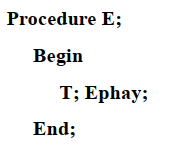 Procedure E;
Begin
T; Ephay;
End;